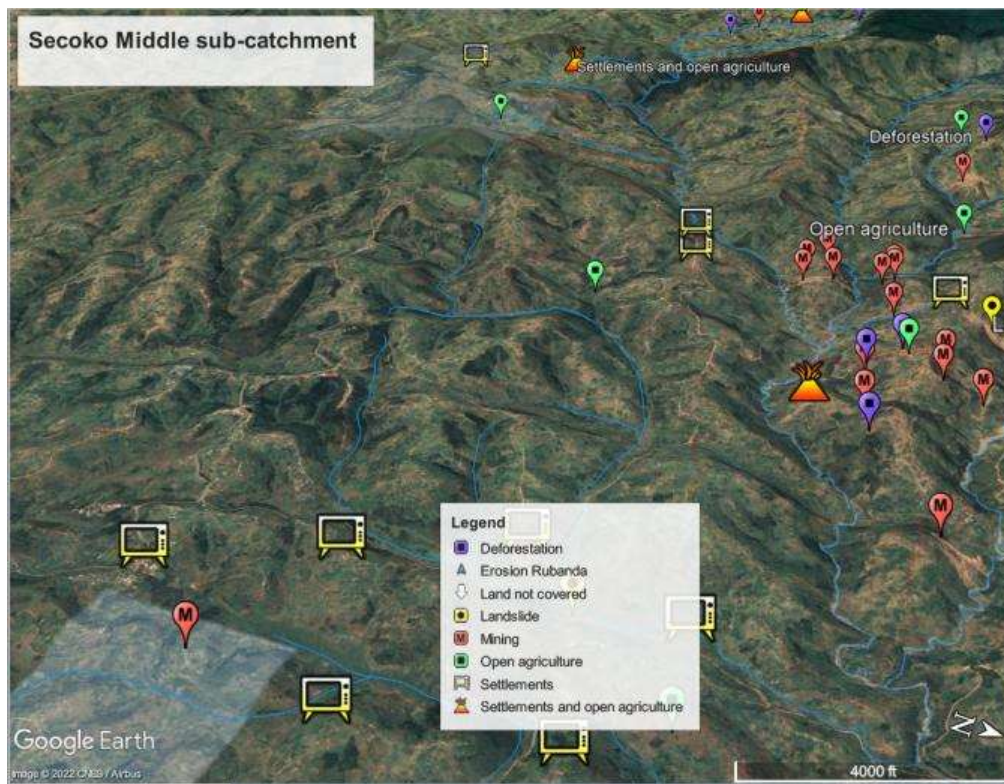 Secoko Middle sub-catchment
Settlements and open agriculture
Deforestation
Open agriculture
Legend
Deforestation
Erosion Rubanda
Land not covered
Landslide
M Mining
Open agriculture
Settlements
Settlements and open agriculture
M
M
M
M
M
M
M
M
M
M
M
M
M
M
L
N
Google Earth
Image © 2022 CNES / Airbus
4000 ft